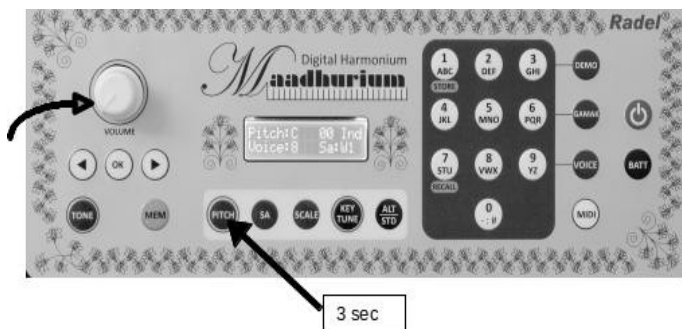 Radel
Digital Harmonium
Maadhurium
VOLUME
Pitch:C 00 Ind
Voice:8 Sa:W1
OK
TONE
MEM
PITCH
SA
SCALE
KEY TUNE
ALT STD
1 ABC
2 DEF
3 GHI
DEMO
STORE
4 JKL
5 MNO
6 PQR
GAMAK
7 STU
8 VWX
9 YZ
VOICE
BATT
RECALL
0 - : #
MIDI
3 sec